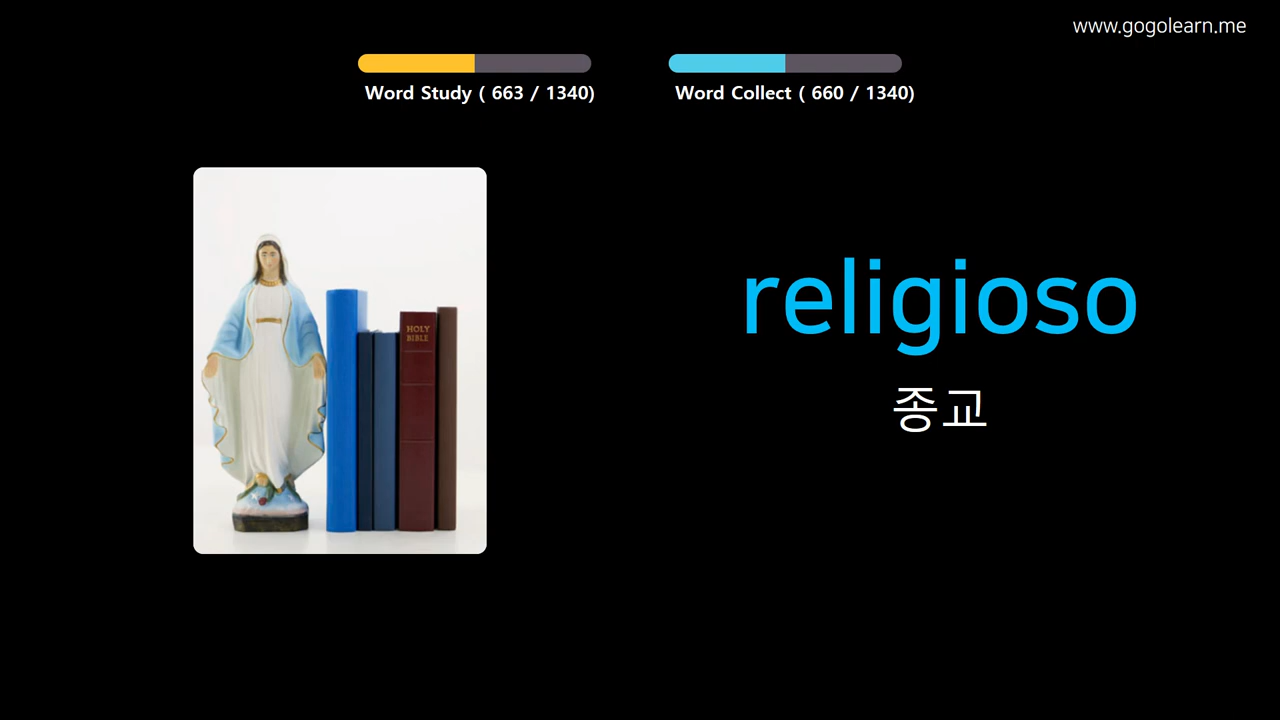 www.gogolearn.me
Word Study ( 663 / 1340)
Word Collect ( 660 / 1340)
HOLY
BIBLE
religioso
종교